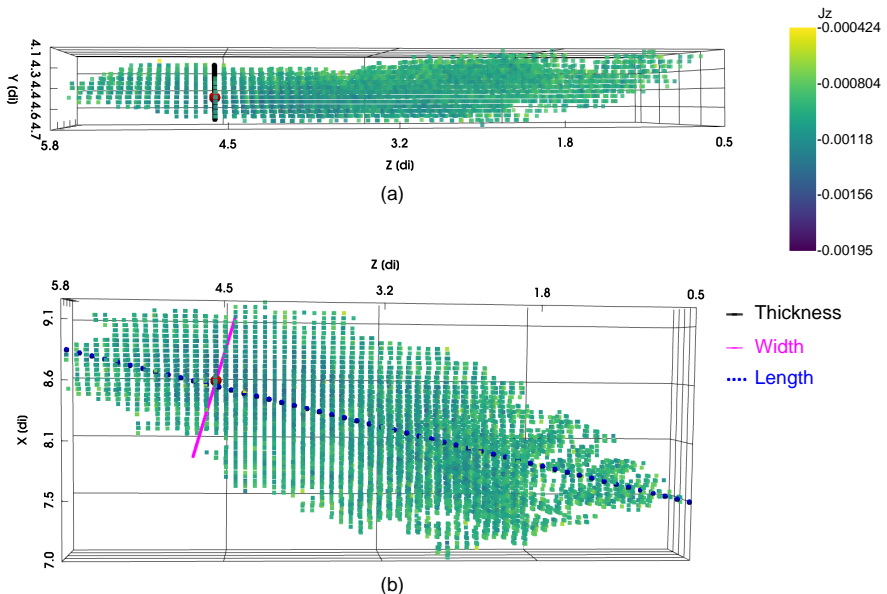 Jz
-0.000424
-0.000804
-0.00118
-0.00156
-0.00195
4.1
4.3
4.4
4.6
4.7
Y (di)
5.8
4.5
3.2
1.8
0.5
Z (di)
(a)
Z (di)
5.8
4.5
3.2
1.8
0.5
9.1
8.6
8.1
7.5
7.0
X (di)
Thickness
Width
Length
(b)